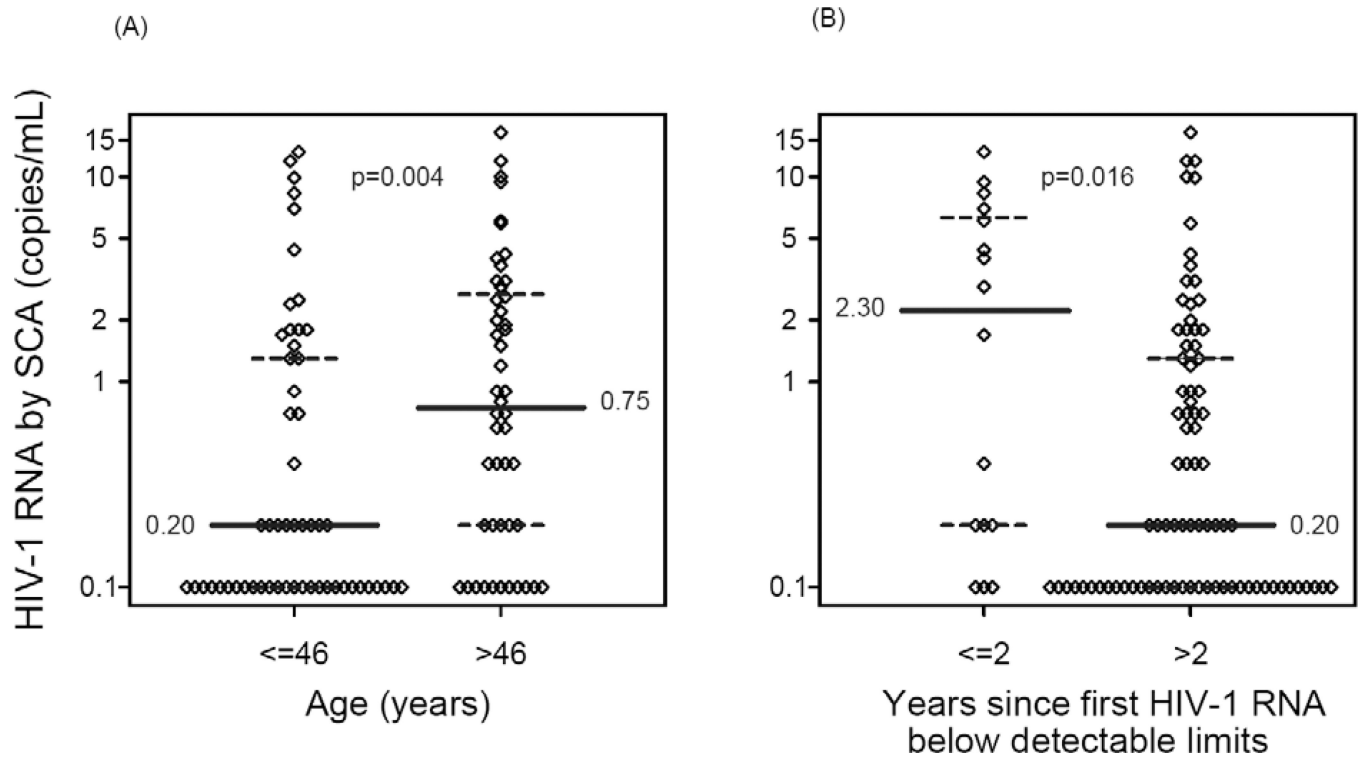 (A)
HIV-1 RNA by SCA (copies/mL)
15
10
5
2
1
0.1
p=0.004
0.20
0.75
<=46
>46
Age (years)
(B)
15
10
5
2
1
0.1
p=0.016
2.30
0.20
<=2
>2
Years since first HIV-1 RNA
below detectable limits